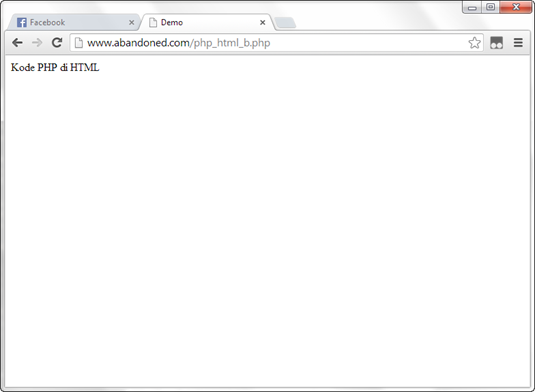 Facebook
Demo
www.abandoned.com/php_html_b.php
Kode PHP di HTML